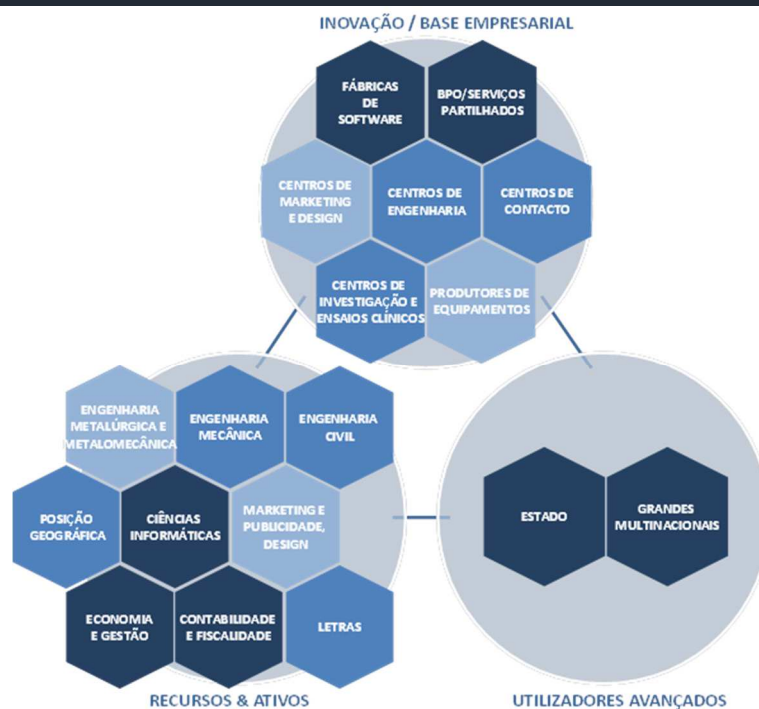 INOVAÇÃO / BASE EMPRESARIAL
FÁBRICAS
DE
SOFTWARE
BPO/SERVIÇOS
PARTILHADOS
CENTROS DE
MARKETING
E DESIGN
CENTROS DE
ENGENHARIA
CENTROS DE
CONTACTO
CENTROS DE
INVESTIGAÇÃO E
ENSAIOS CLÍNICOS
PRODUTORES DE
EQUIPAMENTOS
ENGENHARIA
METALÚRGICA E
METALOMECÂNICA
ENGENHARIA
MECÂNICA
ENGENHARIA
CIVIL
POSIÇÃO
GEOGRÁFICA
CIÊNCIAS
INFORMÁTICAS
MARKETING E
PUBLICIDADE,
DESIGN
ECONOMIA
E GESTÃO
CONTABILIDADE
E FISCALIDADE
LETRAS
ESTADO
GRANDES
MULTINACIONAIS
RECURSOS & ATIVOS
UTILIZADORES AVANÇADOS